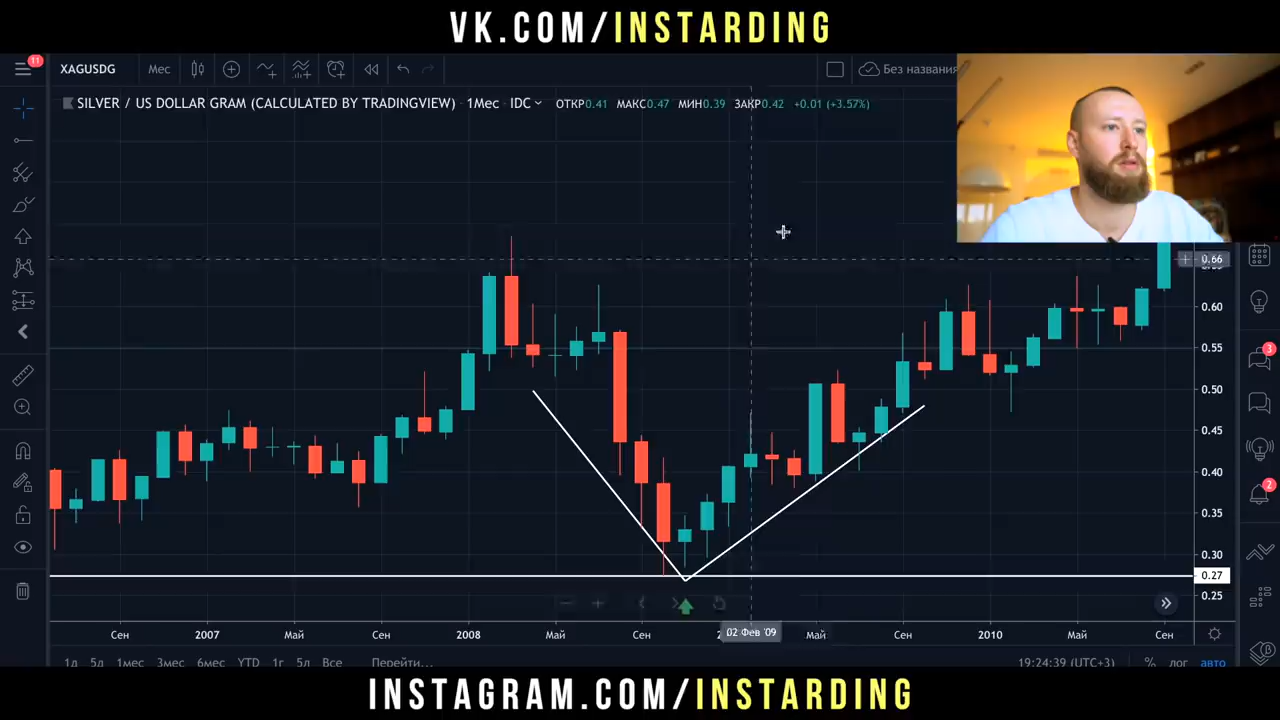 VK.COM/INSTARDING
11
XAGUSDG
Мес
Без названия
SILVER / US DOLLAR GRAM (CALCULATED BY TRADINGVIEW) · 1Мес · IDC
ОТКР0.41 МАКС0.47 МИН0.39 ЗАКР0.42 +0.01 (+3.57%)
0.66
0.60
0.55
0.50
0.45
0.40
0.35
0.30
0.27
0.25
3
2
02 Фев '09
Сен 2007 Май Сен 2008 Май Сен Май Сен 2010 Май Сен
1д 5д 1мес 3мес 6мес YTD 1г 5л Все Перейти... 19:24:39 (UTC+3) % лог авто
INSTAGRAM.COM/INSTARDING